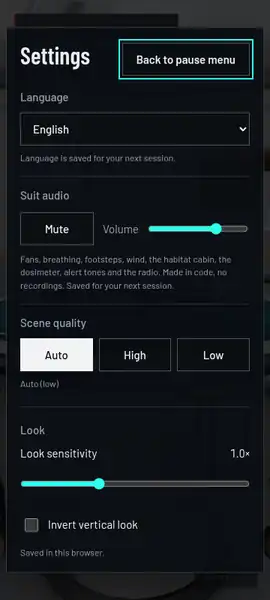 Settings
Back to pause menu
Language
English
Language is saved for your next session.
Suit audio
Mute
Volume
Fans, breathing, footsteps, wind, the habitat cabin, the
dosimeter, alert tones and the radio. Made in code, no
recordings. Saved for your next session.
Scene quality
Auto
High
Low
Auto (low)
Look
Look sensitivity
1.0×
Invert vertical look
Saved in this browser.